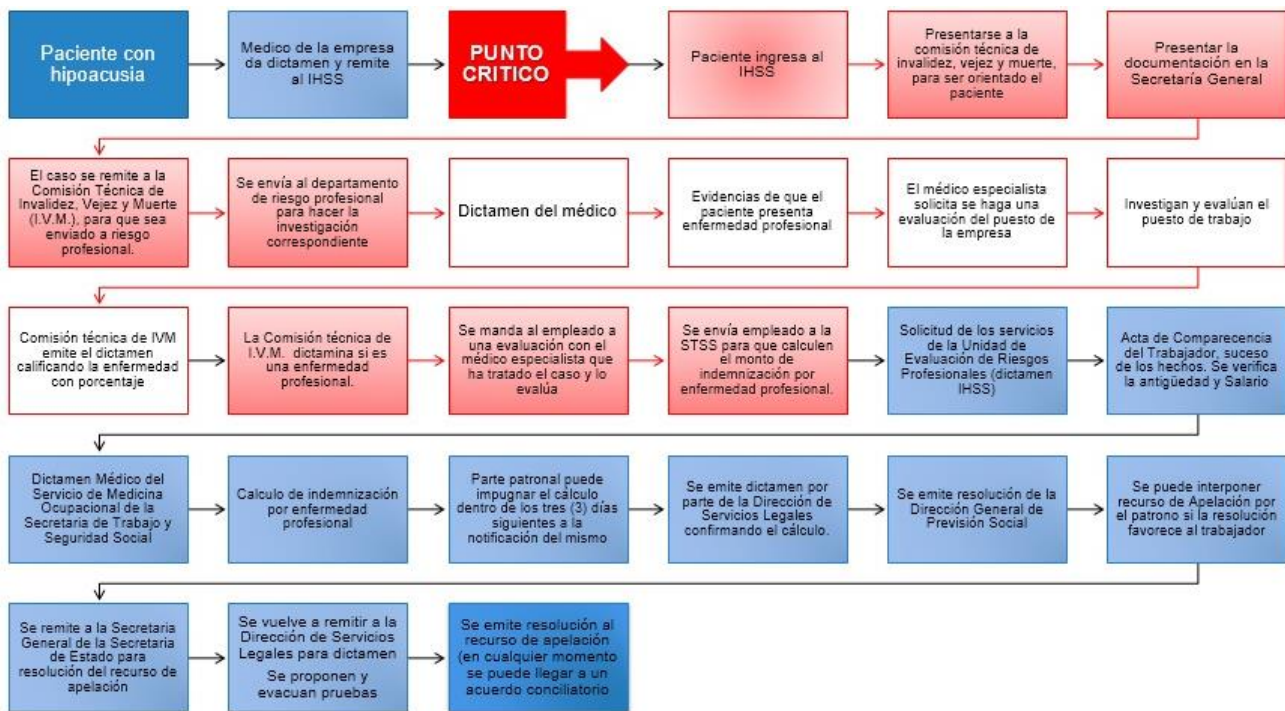 Paciente con
hipoacusia
Medico de la empresa
da dictamen y remite
al IHSS
PUNTO
CRITICO
Paciente ingresa al
IHSS
Presentarse a la
comisión técnica de
invalidez, vejez y muerte,
para ser orientado el
paciente
Presentar la
documentación en la
Secretaría General
El caso se remite a la
Comisión Técnica de
Invalidez, Vejez y Muerte
(I.V.M.), para que sea
enviado a riesgo
profesional.
Se envía al departamento
de riesgo profesional
para hacer la
investigación
correspondiente
Dictamen del médico
Evidencias de que el
paciente presenta
enfermedad profesional
El médico especialista
solicita se haga una
evaluación del puesto de
la empresa
Investigan y evalúan el
puesto de trabajo
Comisión técnica de IVM
emite el dictamen
calificando la enfermedad
con porcentaje
La Comisión técnica de
I.V.M. dictamina si es
una enfermedad
profesional.
Se manda al empleado a
una evaluación con el
médico especialista que
ha tratado el caso y lo
evalúa
Se envía empleado a la
STSS para que calculen
el monto de
indemnización por
enfermedad profesional.
Solicitud de los servicios
de la Unidad de
Evaluación de Riesgos
Profesionales (dictamen
IHSS)
Acta de Comparecencia
del Trabajador, suceso
de los hechos. Se verifica
la antigüedad y Salario
Dictamen Médico del
Servicio de Medicina
Ocupacional de la
Secretaria de Trabajo y
Seguridad Social
Calculo de indemnización
por enfermedad
profesional
Parte patronal puede
impugnar el cálculo
dentro de los tres (3) días
siguientes a la
notificación del mismo
Se emite dictamen por
parte de la Dirección de
Servicios Legales
confirmando el cálculo.
Se emite resolución de la
Dirección General de
Previsión Social
Se puede interponer
recurso de Apelación por
el patrono si la resolución
favorece al trabajador
Se remite a la Secretaria
General de la Secretaria
de Estado para
resolución del recurso de
apelación
Se vuelve a remitir a la
Dirección de Servicios
Legales para dictamen
Se proponen y
evacuan pruebas
Se emite resolución al
recurso de apelación
(en cualquier momento
se puede llegar a un
acuerdo conciliatorio